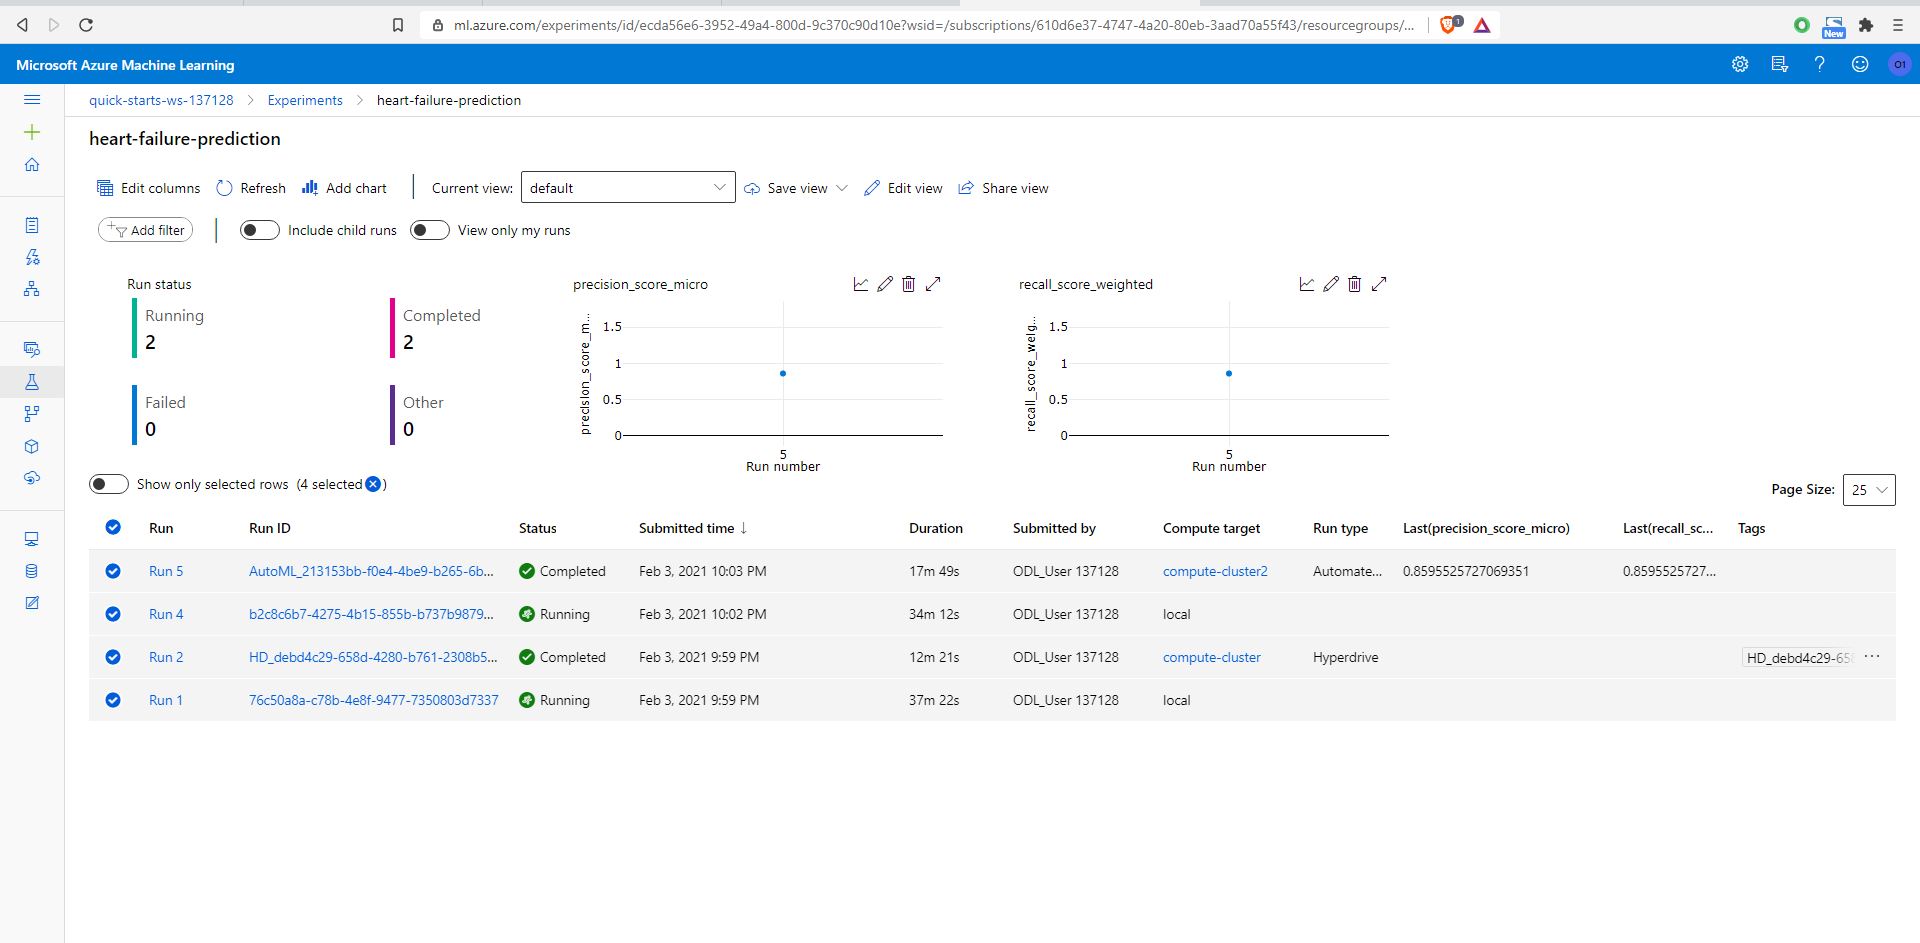 ml.azure.com/experiments/id/ecda56e6-3952-49a4-800d-9c370c90d10e?wsid=/subscriptions/610d6e37-4747-4a20-80eb-3aad70a55f43/resourcegroups/...
1
New
Microsoft Azure Machine Learning
O1
quick-starts-ws-137128 > Experiments > heart-failure-prediction
heart-failure-prediction
Edit columns Refresh Add chart Current view: default Save view Edit view Share view
Add filter Include child runs View only my runs
Run status
Running
2
Completed
2
Failed
0
Other
0
precision_score_micro
precision_score_m...
1.5
1
0.5
0
5
Run number
recall_score_weighted
recall_score_weig...
1.5
1
0.5
0
5
Run number
Show only selected rows (4 selected )
Page Size: 25
Run Run ID Status Submitted time ↓ Duration Submitted by Compute target Run type Last(precision_score_micro) Last(recall_sc... Tags
Run 5 AutoML_213153bb-f0e4-4be9-b265-6b... Completed Feb 3, 2021 10:03 PM 17m 49s ODL_User 137128 compute-cluster2 Automate... 0.8595525727069351 0.8595525727...
Run 4 b2c8c6b7-4275-4b15-855b-b737b9879... Running Feb 3, 2021 10:02 PM 34m 12s ODL_User 137128 local
Run 2 HD_debd4c29-658d-4280-b761-2308b5... Completed Feb 3, 2021 9:59 PM 12m 21s ODL_User 137128 compute-cluster Hyperdrive HD_debd4c29-658 ...
Run 1 76c50a8a-c78b-4e8f-9477-7350803d7337 Running Feb 3, 2021 9:59 PM 37m 22s ODL_User 137128 local